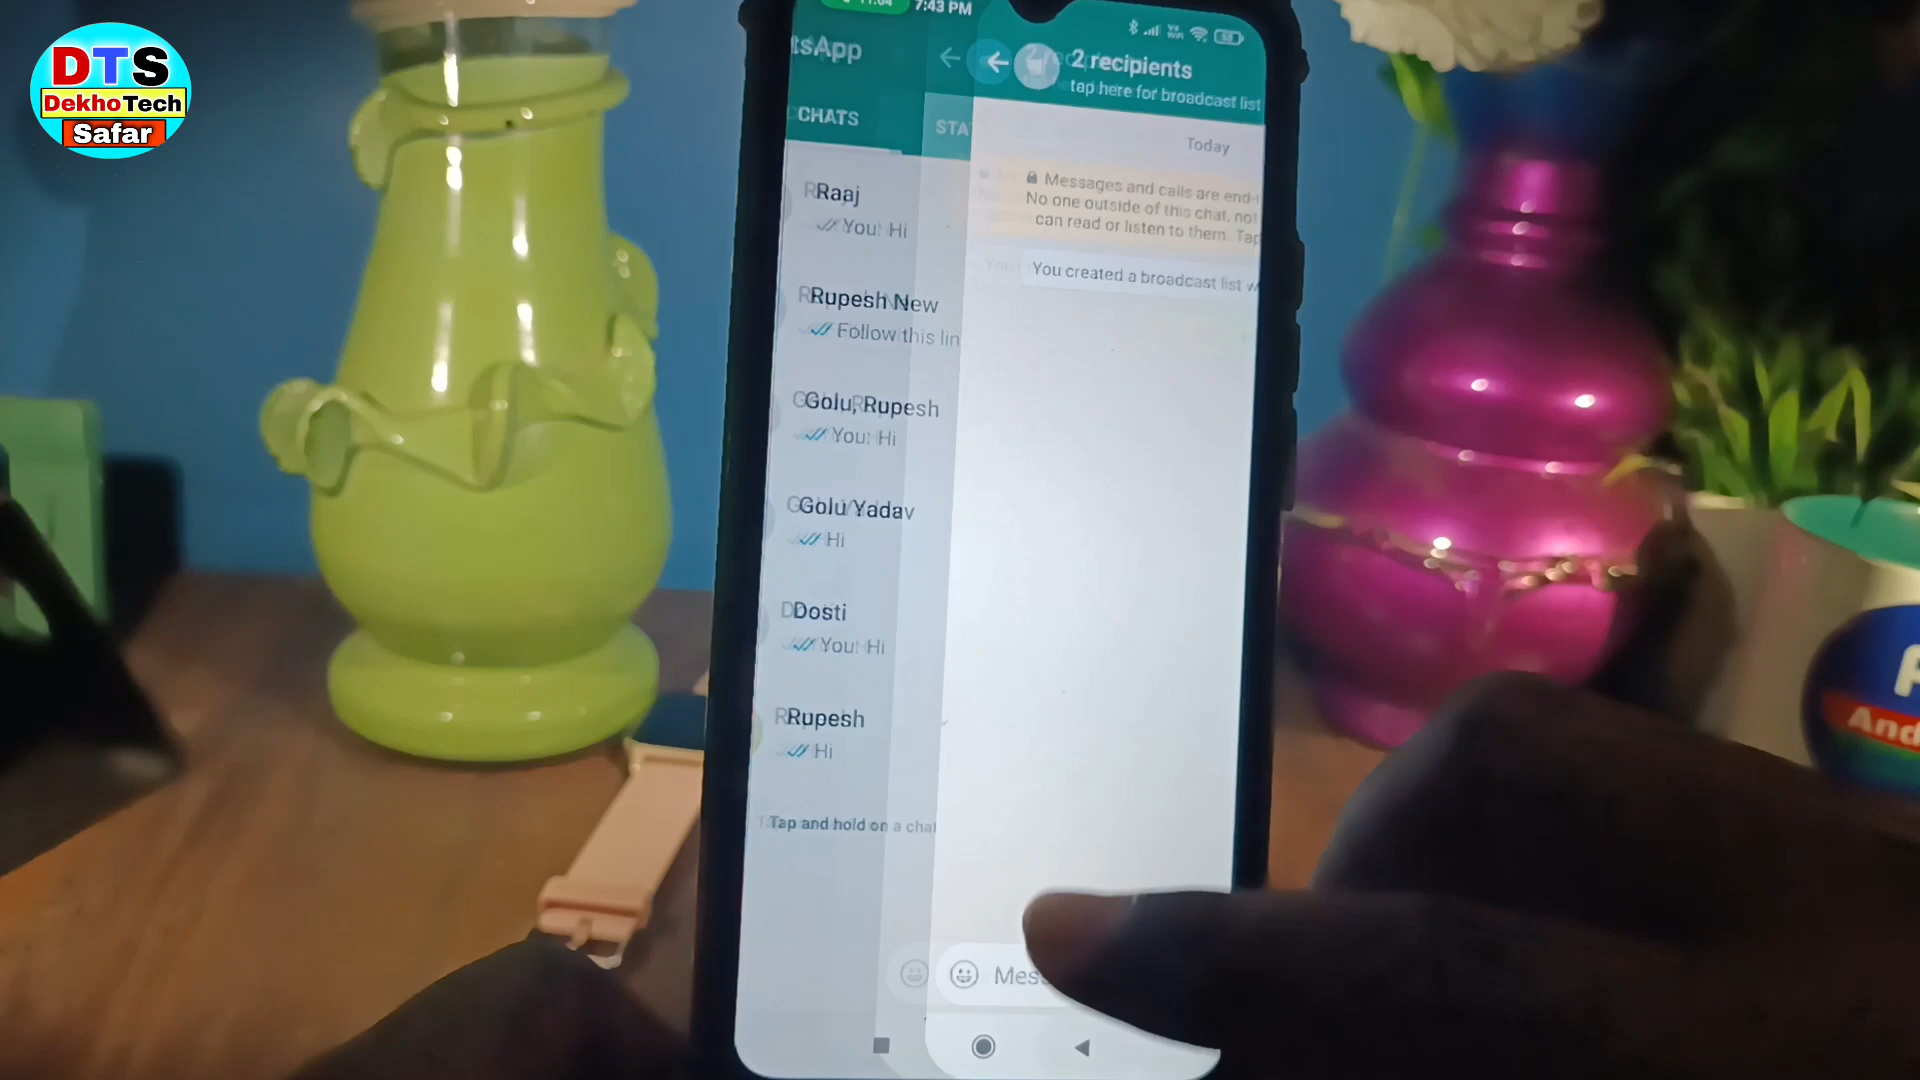 DTS
DekhoTech
Safar
7:43 PM
tsApp
CHATS
STA
Raaj
You: Hi
Rupesh New
Follow this lin
Golu, Rupesh
You: Hi
Golu Yadav
Hi
Dosti
You: Hi
Rupesh
Hi
Tap and hold on a chat
2 recipients
tap here for broadcast list
Today
Messages and calls are end-t
No one outside of this chat, not
can read or listen to them. Tap
You created a broadcast list w
Mess
And